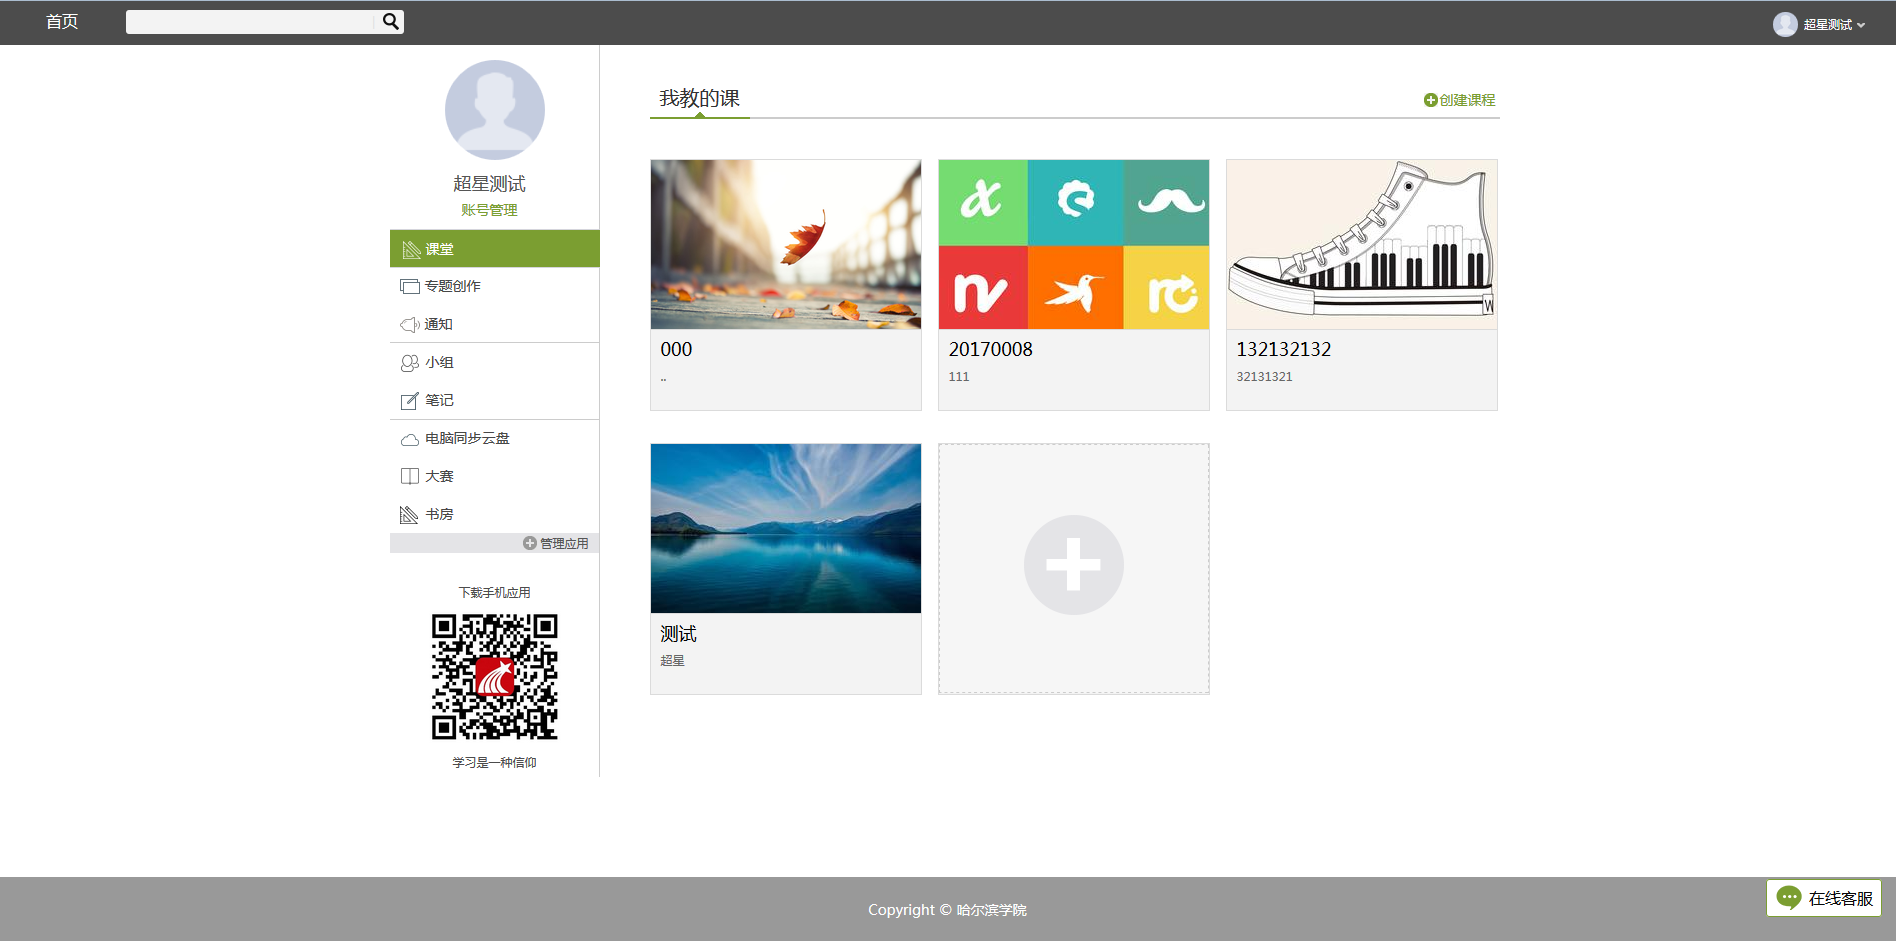 首页
超星测试
超星测试
账号管理
课堂
专题创作
通知
小组
笔记
电脑同步云盘
大赛
书房
管理应用
下载手机应用
学习是一种信仰
我教的课
创建课程
000
..
20170008
111
132132132
32131321
测试
超星
Copyright © 哈尔滨学院
在线客服